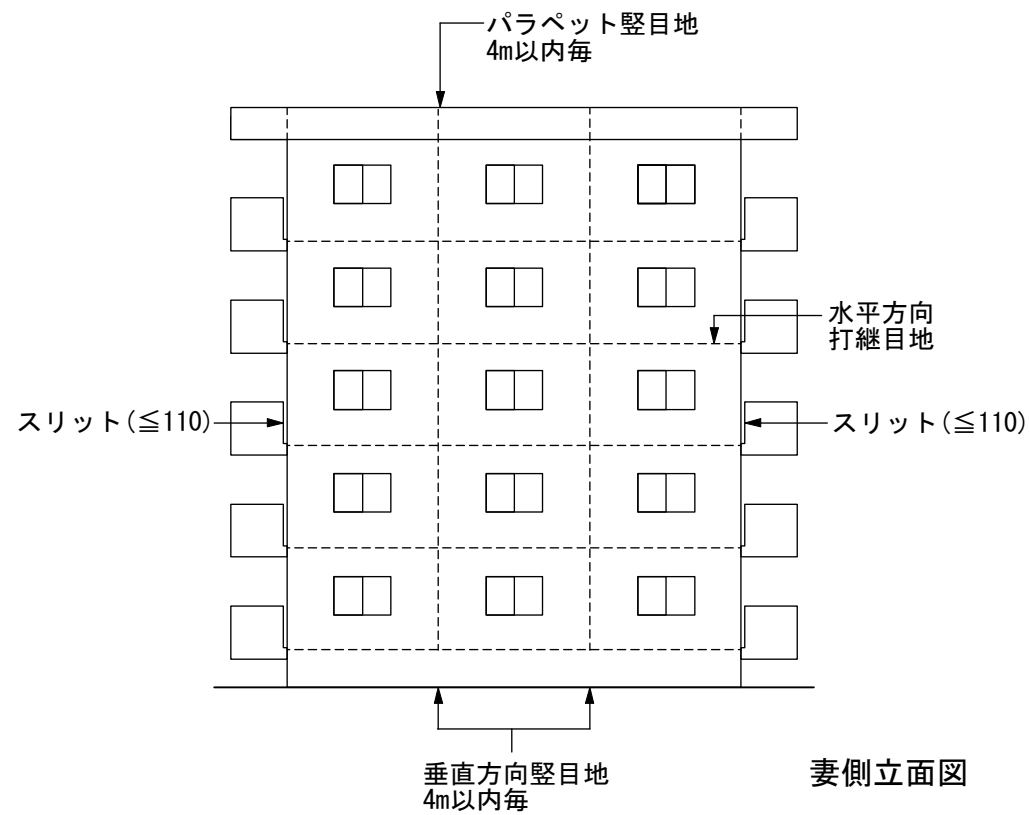 パラペット竪目地
4m以内毎
水平方向
打継目地
スリット(≦110)
スリット(≦110)
垂直方向竪目地
4m以内毎
妻側立面図